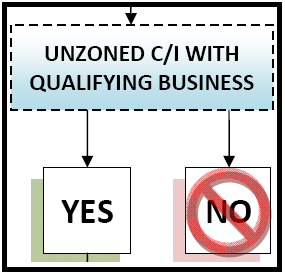 UNZONED C/I WITH
QUALIFYING BUSINESS
YES
NO